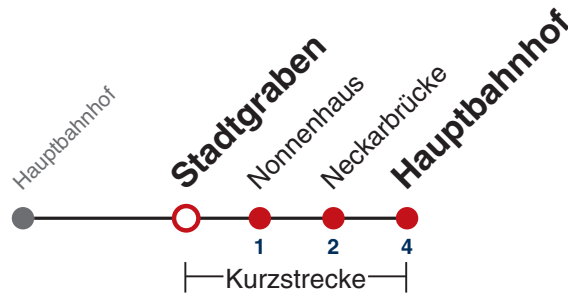 Hauptbahnhof
Stadtgraben
Nonnenhaus
Neckarbrücke
Hauptbahnhof
1
2
4
Kurzstrecke